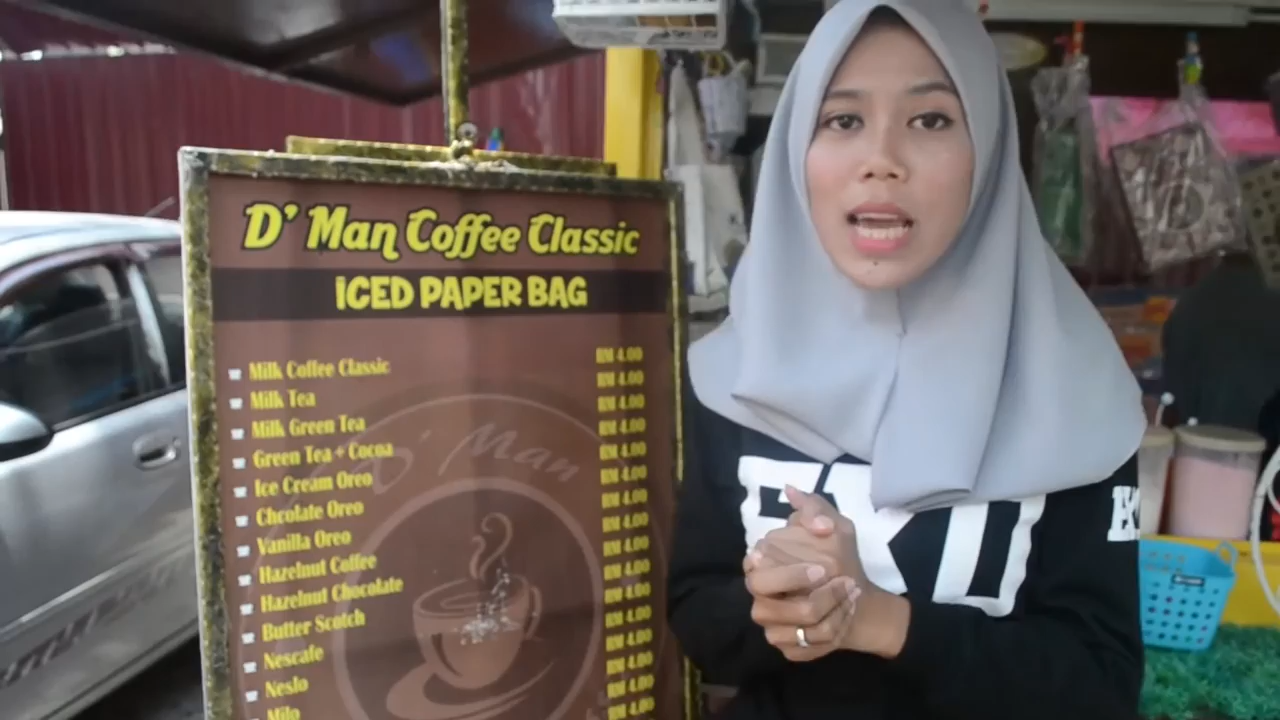 D' Man Coffee Classic
ICED PAPER BAG
Milk Coffee Classic RM 4.00
Milk Tea RM 4.00
Milk Green Tea RM 4.00
Green Tea + Cocoa RM 4.00
Ice Cream Oreo RM 4.00
Chcolate Oreo RM 4.00
Vanilla Oreo RM 4.00
Hazelnut Coffee RM 4.00
Hazelnut Chocolate RM 4.00
Butter Scotch RM 4.00
Nescafe RM 4.00
Neslo RM 4.00
Milo RM 4.00
D' Man